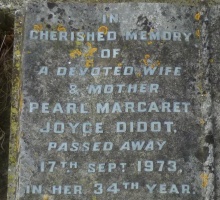 IN
CHERISHED MEMORY
OF
A DEVOTED WIFE
& MOTHER
PEARL MARGARET
JOYCE DIDOT.
PASSED AWAY
17TH SEPT 1973,
IN HER 34TH YEAR.